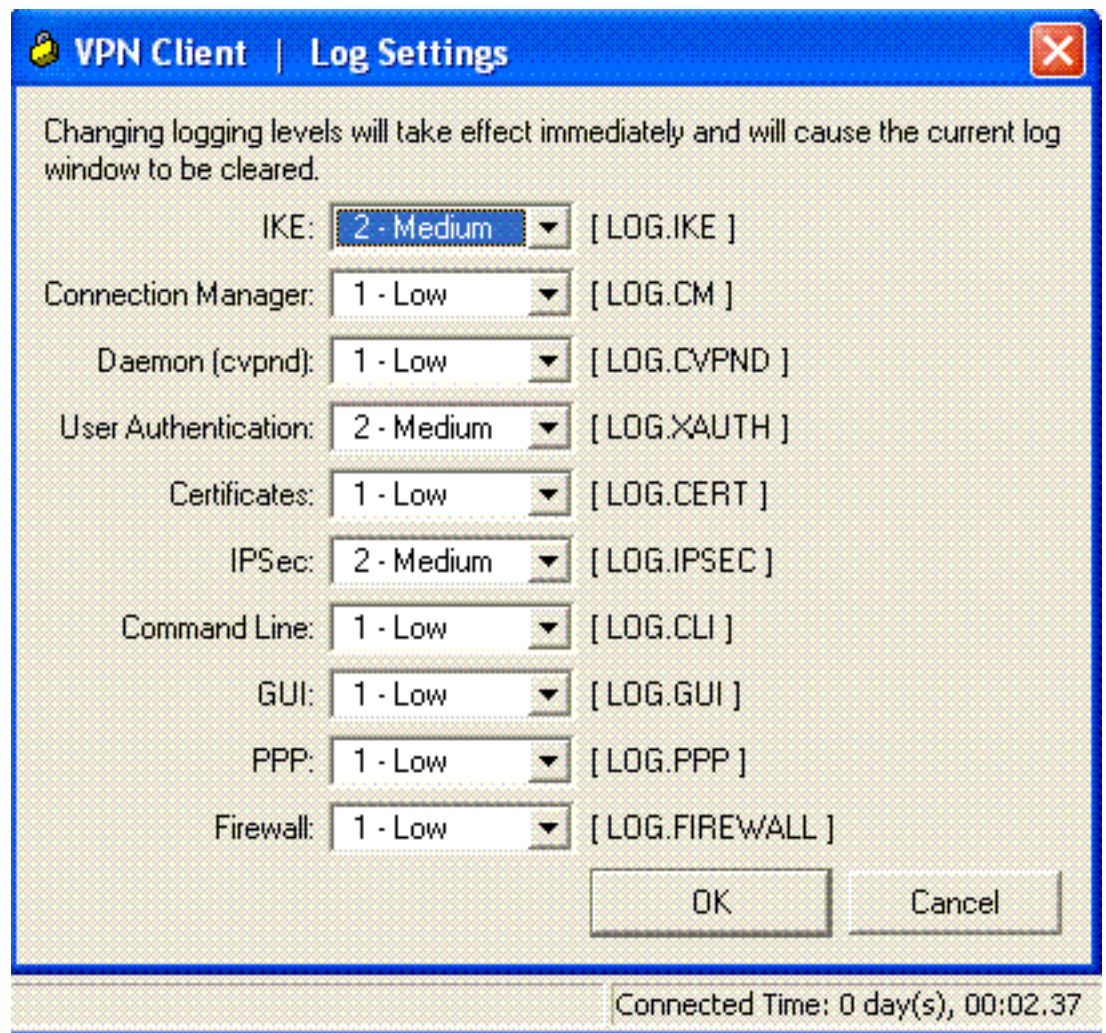 VPN Client | Log Settings
Changing logging levels will take effect immediately and will cause the current log
window to be cleared.
IKE: 2 - Medium [ LOG.IKE ]
Connection Manager: 1 - Low [ LOG.CM ]
Daemon (cvpnd): 1 - Low [ LOG.CVPND ]
User Authentication: 2 - Medium [ LOG.XAUTH ]
Certificates: 1 - Low [ LOG.CERT ]
IPSec: 2 - Medium [ LOG.IPSEC ]
Command Line: 1 - Low [ LOG.CLI ]
GUI: 1 - Low [ LOG.GUI ]
PPP: 1 - Low [ LOG.PPP ]
Firewall: 1 - Low [ LOG.FIREWALL ]
OK Cancel
Connected Time: 0 day(s), 00:02.37